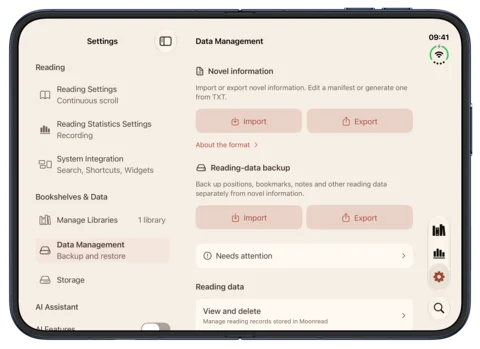 Settings
Reading
Reading Settings
Continuous scroll
Reading Statistics Settings
Recording
System Integration
Search, Shortcuts, Widgets
Bookshelves & Data
Manage Libraries
1 library
Data Management
Backup and restore
Storage
AI Assistant
AI Features
Data Management
Novel information
Import or export novel information. Edit a manifest or generate one
from TXT.
Import
Export
About the format
Reading-data backup
Back up positions, bookmarks, notes and other reading data
separately from novel information.
Import
Export
Needs attention
Reading data
View and delete
Manage reading records stored in Moonread
09:41